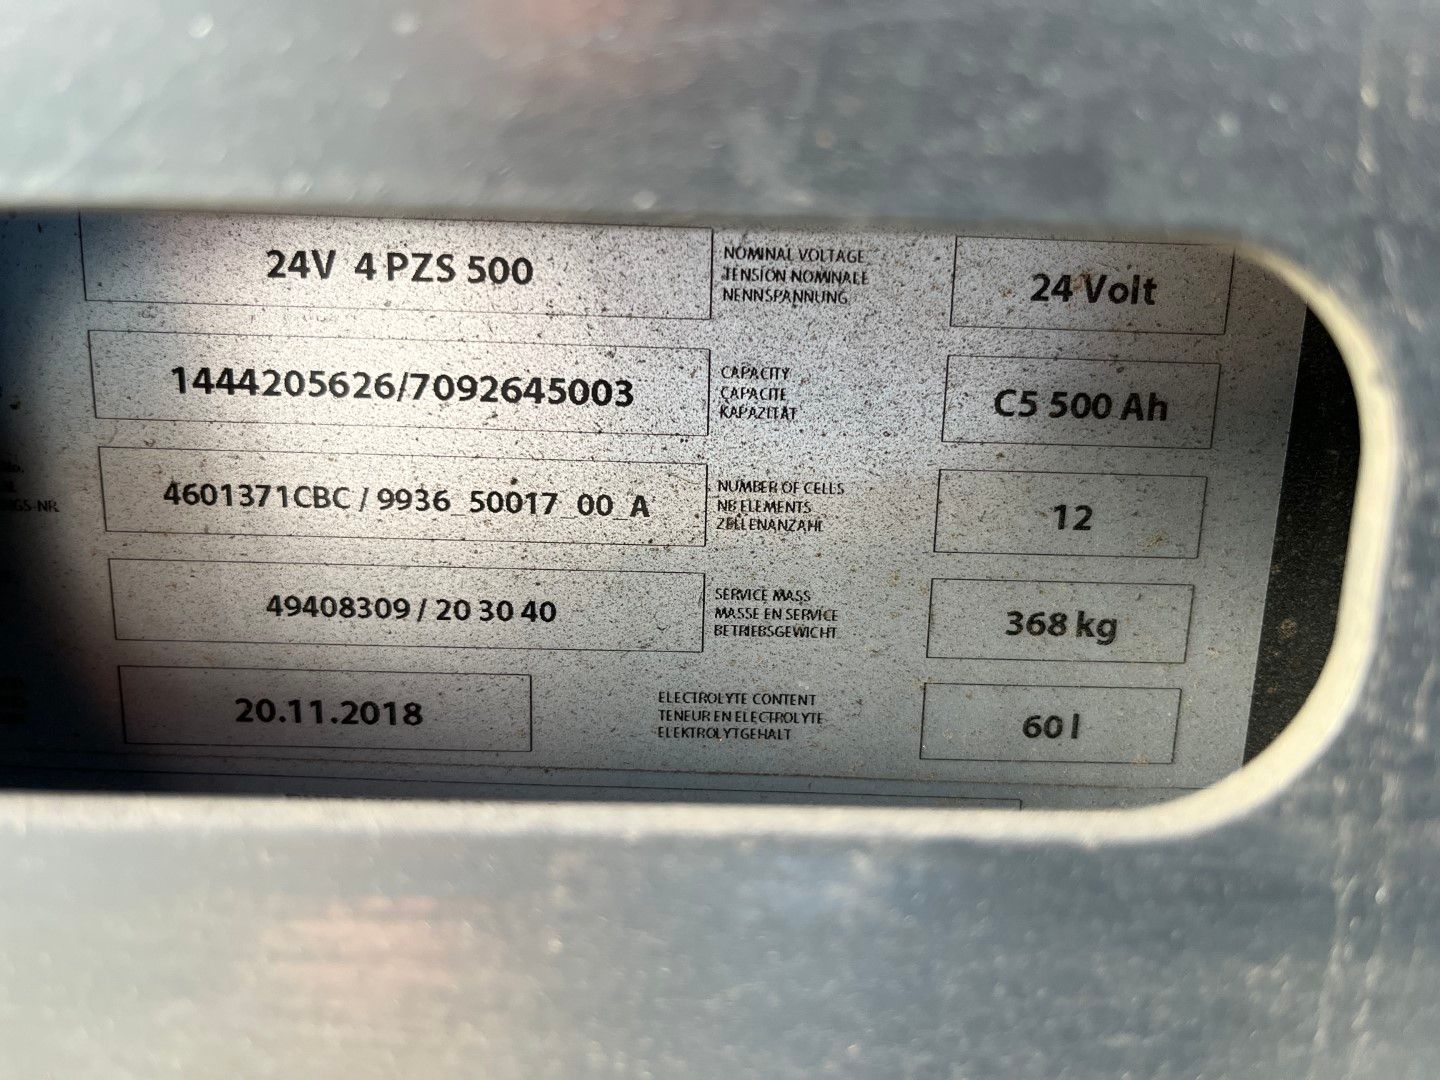 24V 4 PZS 500
NOMINAL VOLTAGE
TENSION NOMINALE
NENNSPANNUNG
24 Volt
1444205626/7092645003
CAPACITY
CAPACITE
KAPAZITÄT
C5 500 Ah
GS-NR.
4601371CBC / 9936_50017_00_A
NUMBER OF CELLS
NB ELEMENTS
ZELLENANZAHL
12
49408309 / 20 30 40
SERVICE MASS
MASSE EN SERVICE
BETRIEBSGEWICHT
368 kg
20.11.2018
ELECTROLYTE CONTENT
TENEUR EN ELECTROLYTE
ELEKTROLYTGEHALT
60 l